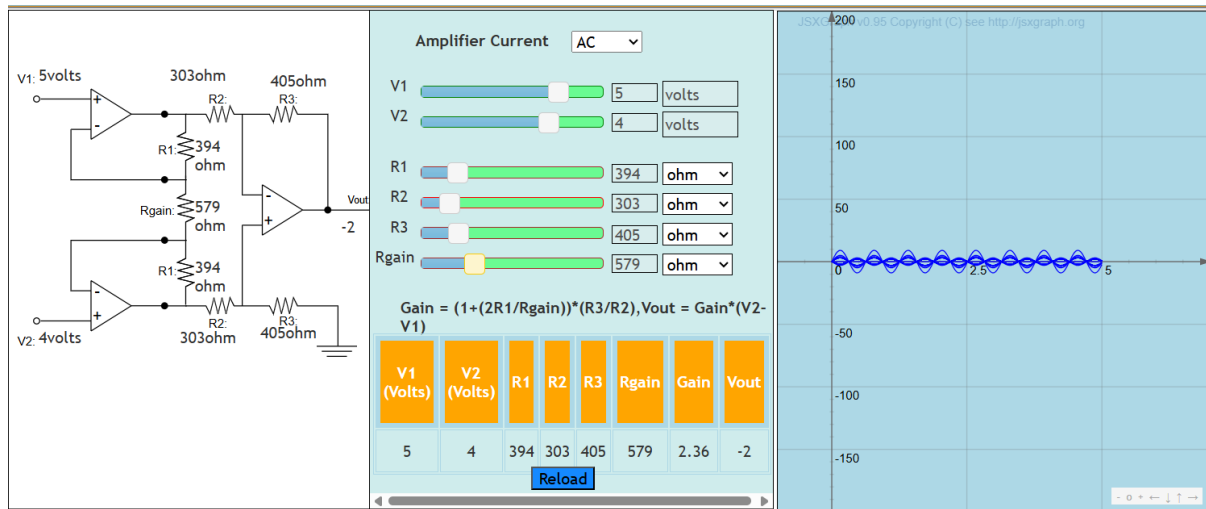 V1: 5volts
303ohm
405ohm
R2:
R3:
+
-
R1:
394
ohm
Rgain:
579
ohm
-
+
Vout
-2
R1:
394
ohm
-
+
V2: 4volts
R2:
303ohm
R3:
405ohm
Amplifier Current AC
V1 5 volts
V2 4 volts
R1 394 ohm
R2 303 ohm
R3 405 ohm
Rgain 579 ohm
Gain = (1+(2R1/Rgain))*(R3/R2),Vout = Gain*(V2-
V1)
V1 (Volts) V2 (Volts) R1 R2 R3 Rgain Gain Vout
5 4 394 303 405 579 2.36 -2
Reload
v0.95 Copyright (C) see http://jsxgraph.org
200
150
100
50
0 2.5 5
-50
-100
-150
- o + ← ↓ ↑ →